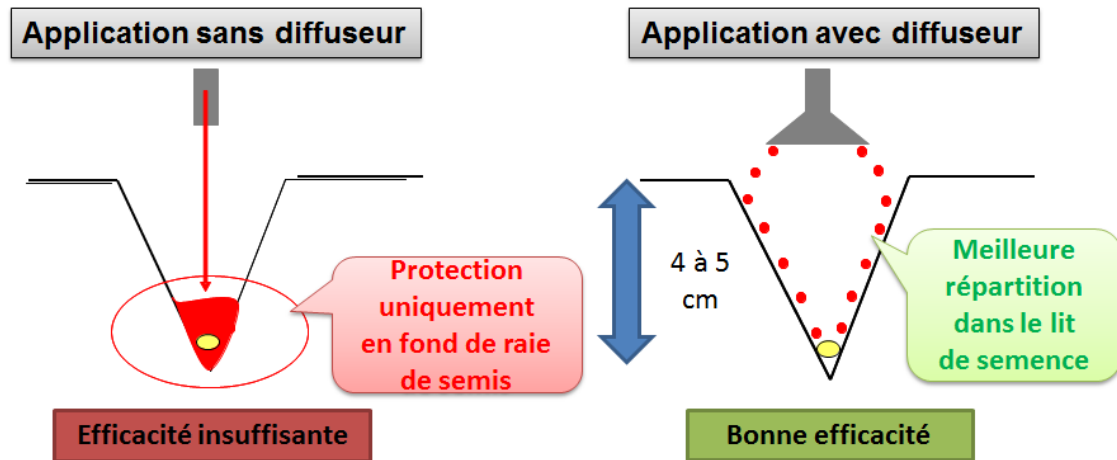 Application sans diffuseur
Protection
uniquement
en fond de raie
de semis
Efficacité insuffisante
Application avec diffuseur
4 à 5
cm
Meilleure
répartition
dans le lit
de semence
Bonne efficacité